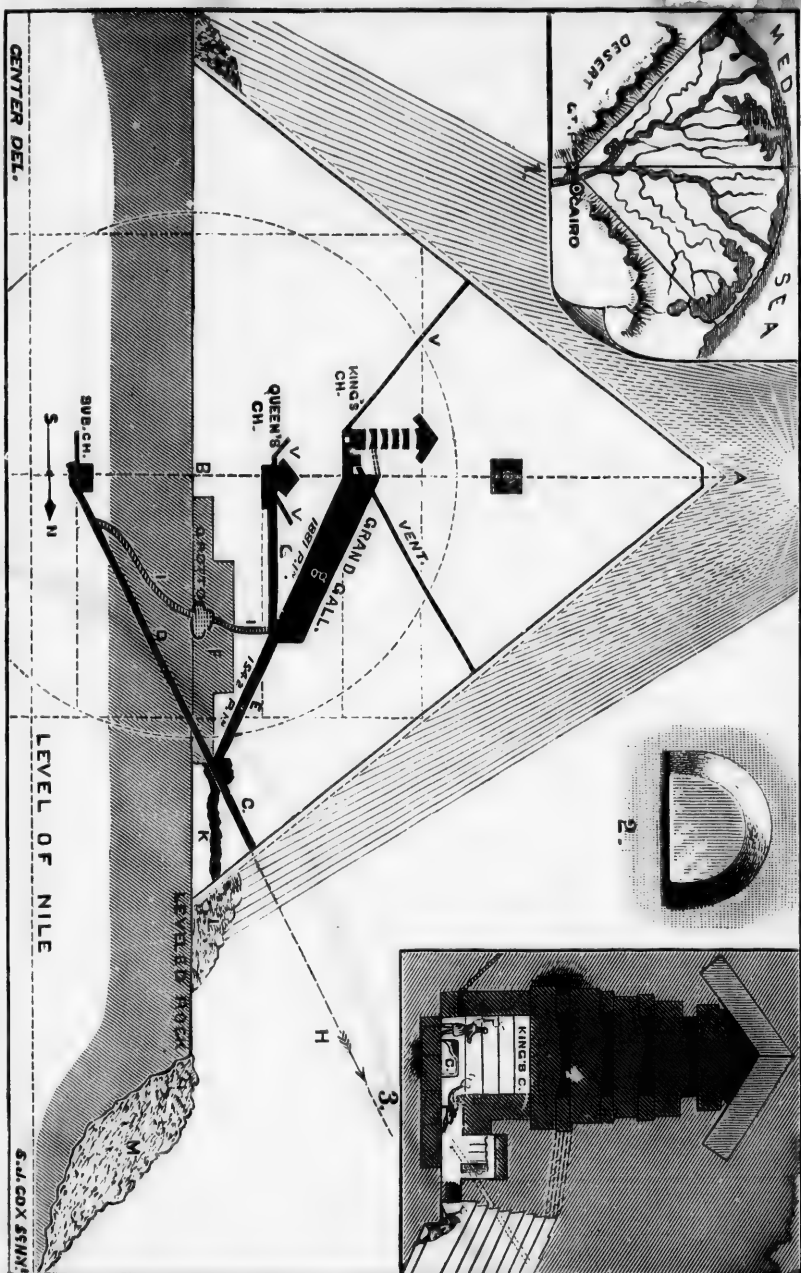 MED. SEA
DESERT
GT. P.
CAIRO
A
2.
KING'S C.
C.
3.
V
KING'S
CH.
VENT.
GRAND GALL.
1881 P.I."
QUEEN'S
CH.
V
V
E
1542 P.I."
C.
K
H
B
F
I
I
D
LEVELED ROCK
L
M
SUB. CH.
S
N
LEVEL OF NILE
CENTER DEL.
S.J. COX SC N.Y.